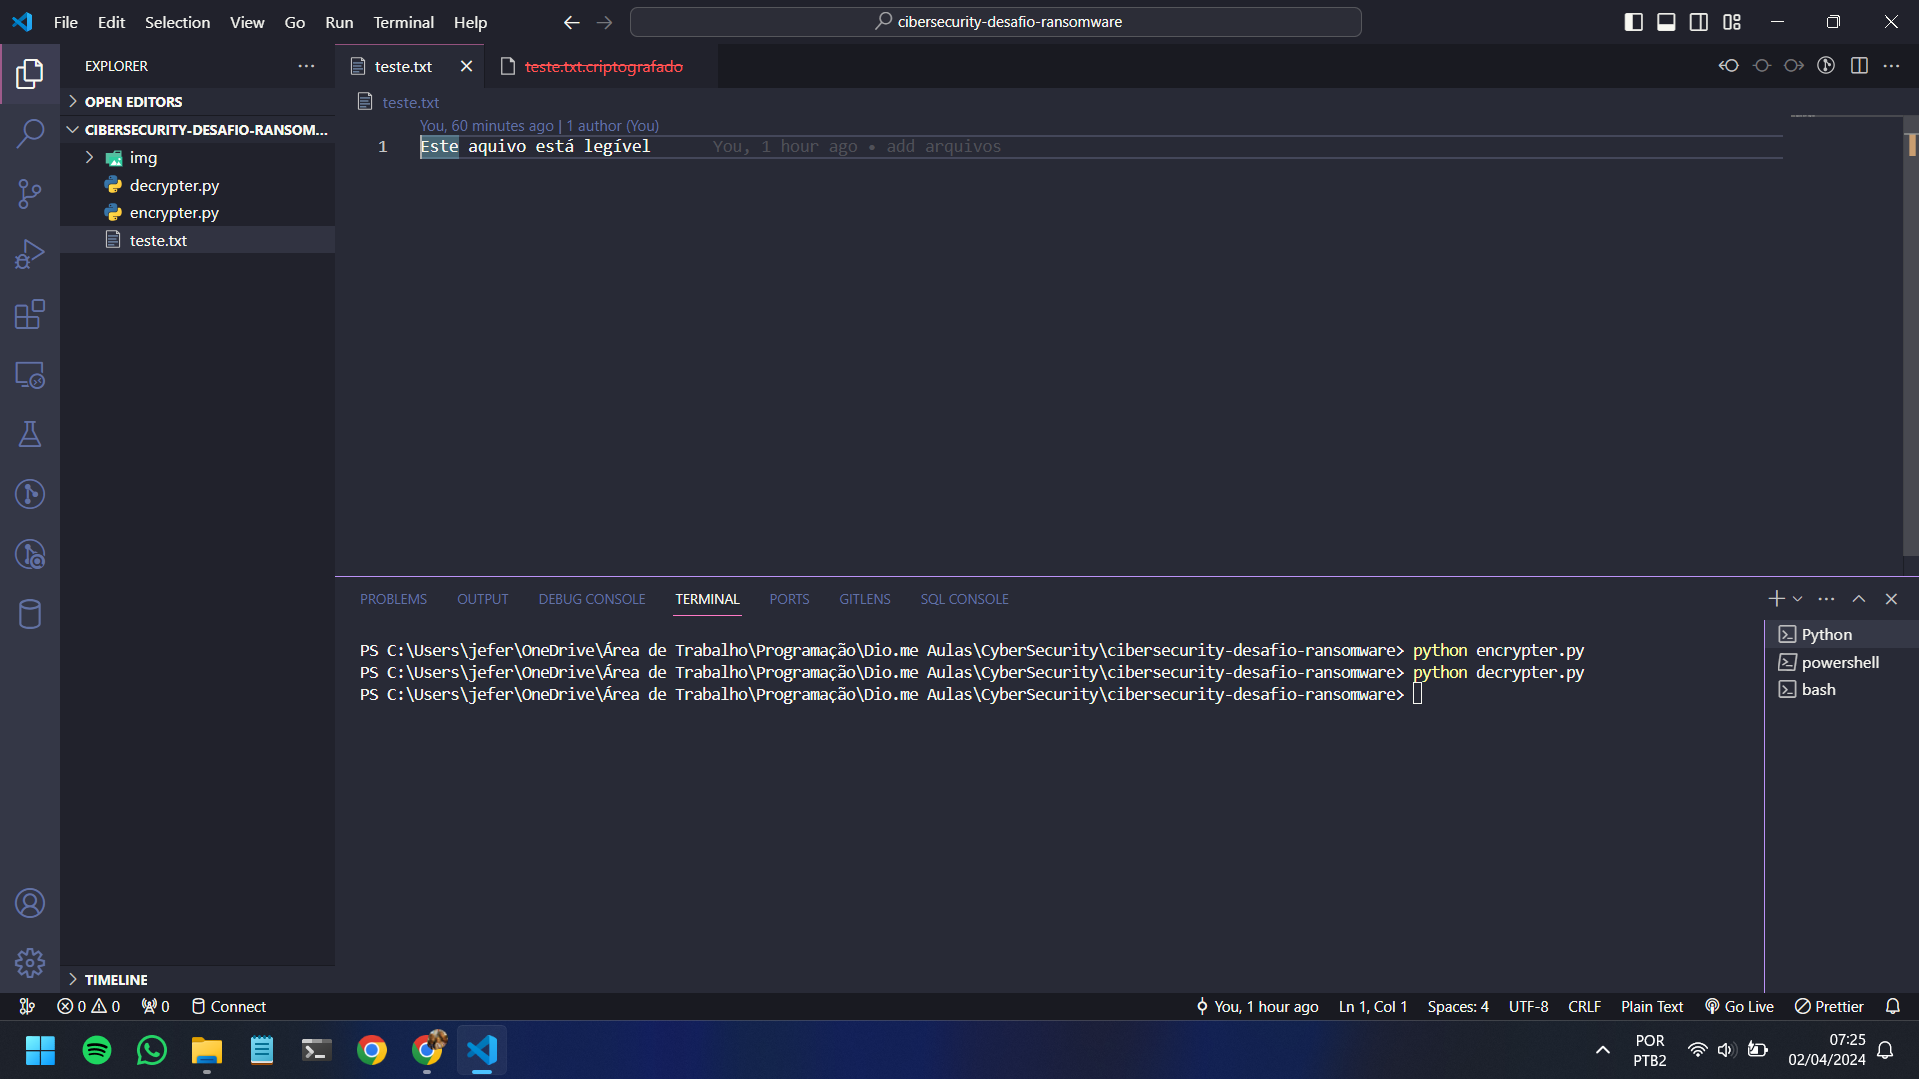 File Edit Selection View Go Run Terminal Help
cibersecurity-desafio-ransomware
EXPLORER
OPEN EDITORS
CIBERSECURITY-DESAFIO-RANSOM...
img
decrypter.py
encrypter.py
teste.txt
TIMELINE
teste.txt
teste.txt.criptografado
teste.txt
You, 60 minutes ago | 1 author (You)
1 Este aquivo está legível You, 1 hour ago • add arquivos
PROBLEMS OUTPUT DEBUG CONSOLE TERMINAL PORTS GITLENS SQL CONSOLE
PS C:\Users\jefer\OneDrive\Área de Trabalho\Programação\Dio.me Aulas\CyberSecurity\cibersecurity-desafio-ransomware> python encrypter.py
PS C:\Users\jefer\OneDrive\Área de Trabalho\Programação\Dio.me Aulas\CyberSecurity\cibersecurity-desafio-ransomware> python decrypter.py
PS C:\Users\jefer\OneDrive\Área de Trabalho\Programação\Dio.me Aulas\CyberSecurity\cibersecurity-desafio-ransomware>
Python
powershell
bash
0 0 0 Connect You, 1 hour ago Ln 1, Col 1 Spaces: 4 UTF-8 CRLF Plain Text Go Live Prettier
POR
PTB2
07:25
02/04/2024